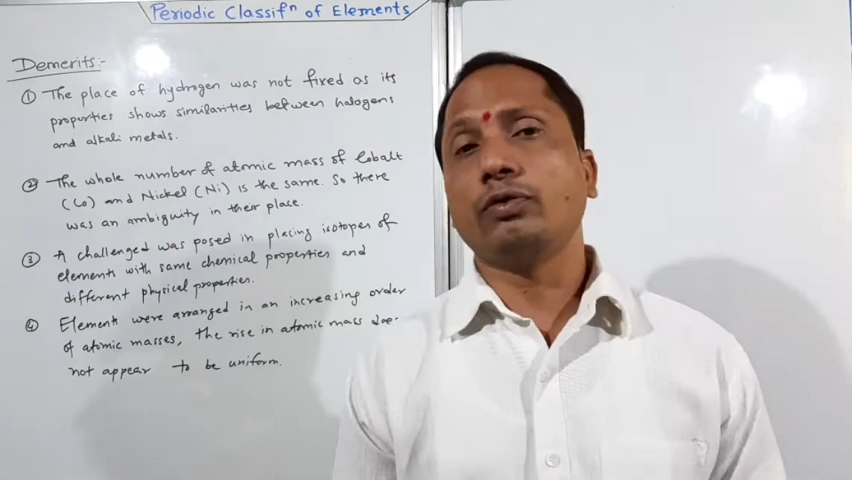 Periodic Classifⁿ of Elements
Demerits:-
① The place of hydrogen was not fixed as its
properties shows similarities between halogens
and alkali metals.
② The whole number of atomic mass of Cobalt
(Co) and Nickel (Ni) is the same. So there
was an ambiguity in their place.
③ A challenged was posed in placing isotopes of
elements with same chemical properties and
different physical properties.
④ Element were arranged in an increasing order
of atomic masses, the rise in atomic mass doe-
not appear to be uniform.